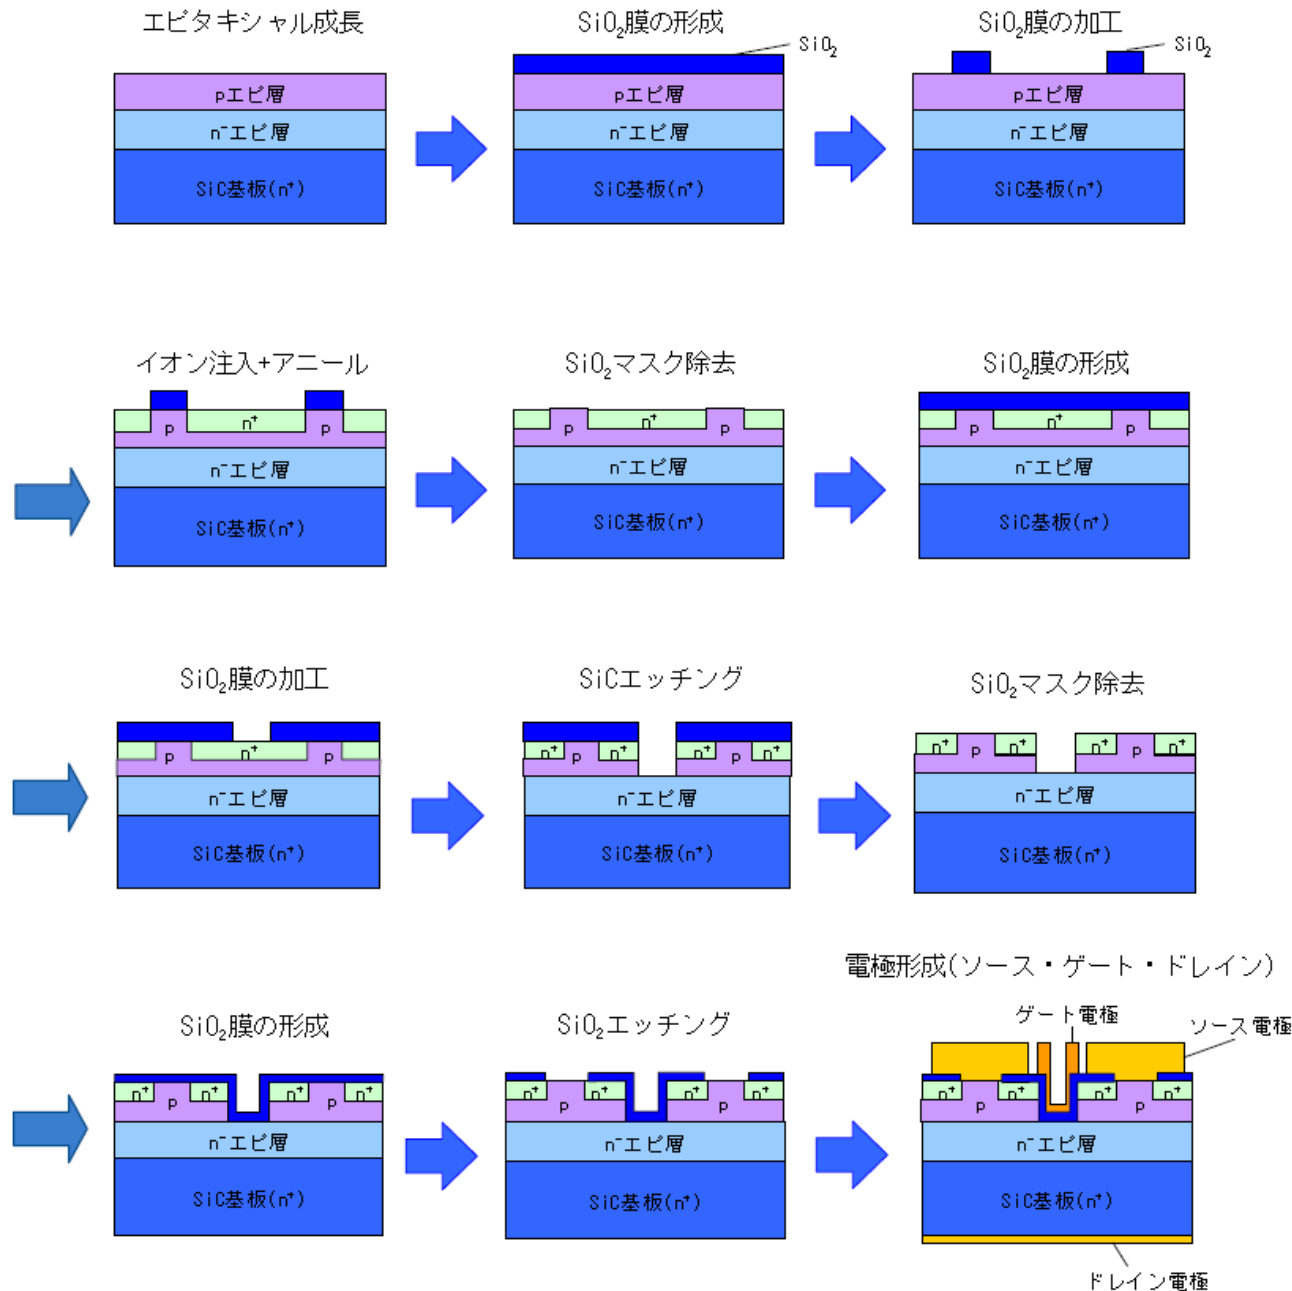 エピタキシャル成長
SiO₂膜の形成
SiO₂膜の加工
SiO₂
SiO₂
pエピ層
pエピ層
pエピ層
n⁻エピ層
n⁻エピ層
n⁻エピ層
SiC基板(n⁺)
SiC基板(n⁺)
SiC基板(n⁺)
イオン注入+アニール
SiO₂マスク除去
SiO₂膜の形成
p n⁺ p
p n⁺ p
p n⁺ p
n⁻エピ層
n⁻エピ層
n⁻エピ層
SiC基板(n⁺)
SiC基板(n⁺)
SiC基板(n⁺)
SiO₂膜の加工
SiCエッチング
SiO₂マスク除去
p n⁺ p
n⁺ p n⁺ n⁺ p n⁺
n⁺ p n⁺ n⁺ p n⁺
n⁻エピ層
n⁻エピ層
n⁻エピ層
SiC基板(n⁺)
SiC基板(n⁺)
SiC基板(n⁺)
電極形成(ソース・ゲート・ドレイン)
SiO₂膜の形成
SiO₂エッチング
ゲート電極
ソース電極
n⁺ p n⁺ n⁺ p n⁺
n⁺ p n⁺ n⁺ p n⁺
n⁺ p n⁺ n⁺ p n⁺
n⁻エピ層
n⁻エピ層
n⁻エピ層
SiC基板(n⁺)
SiC基板(n⁺)
SiC基板(n⁺)
ドレイン電極